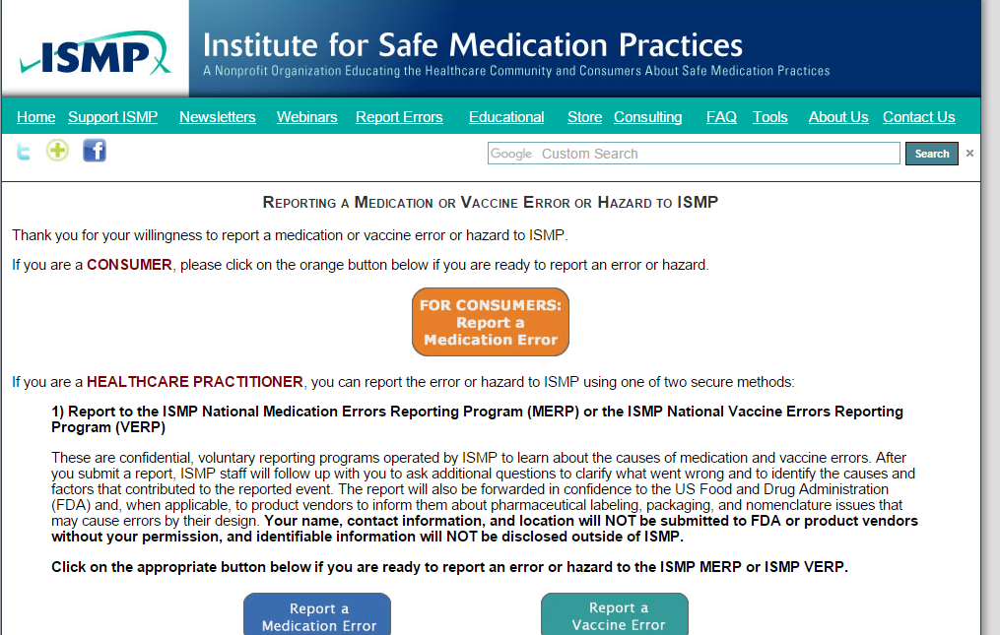 ISMP
Institute for Safe Medication Practices
A Nonprofit Organization Educating the Healthcare Community and Consumers About Safe Medication Practices
Home Support ISMP Newsletters Webinars Report Errors Educational Store Consulting FAQ Tools About Us Contact Us
Google Custom Search Search ×
REPORTING A MEDICATION OR VACCINE ERROR OR HAZARD TO ISMP
Thank you for your willingness to report a medication or vaccine error or hazard to ISMP.
If you are a CONSUMER, please click on the orange button below if you are ready to report an error or hazard.
FOR CONSUMERS:
Report a
Medication Error
If you are a HEALTHCARE PRACTITIONER, you can report the error or hazard to ISMP using one of two secure methods:
1) Report to the ISMP National Medication Errors Reporting Program (MERP) or the ISMP National Vaccine Errors Reporting
Program (VERP)
These are confidential, voluntary reporting programs operated by ISMP to learn about the causes of medication and vaccine errors. After
you submit a report, ISMP staff will follow up with you to ask additional questions to clarify what went wrong and to identify the causes and
factors that contributed to the reported event. The report will also be forwarded in confidence to the US Food and Drug Administration
(FDA) and, when applicable, to product vendors to inform them about pharmaceutical labeling, packaging, and nomenclature issues that
may cause errors by their design. Your name, contact information, and location will NOT be submitted to FDA or product vendors
without your permission, and identifiable information will NOT be disclosed outside of ISMP.
Click on the appropriate button below if you are ready to report an error or hazard to the ISMP MERP or ISMP VERP.
Report a
Medication Error
Report a
Vaccine Error